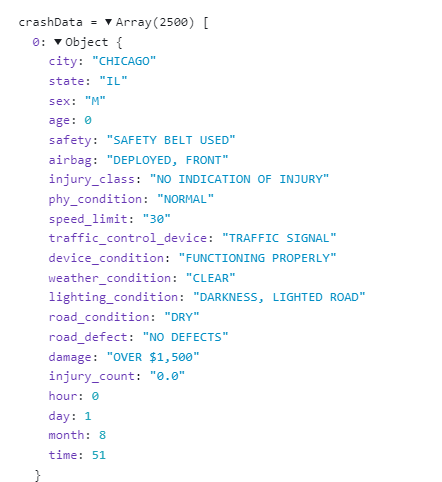 crashData = ▼Array(2500) [
0: ▼Object {
city: "CHICAGO"
state: "IL"
sex: "M"
age: 0
safety: "SAFETY BELT USED"
airbag: "DEPLOYED, FRONT"
injury_class: "NO INDICATION OF INJURY"
phy_condition: "NORMAL"
speed_limit: "30"
traffic_control_device: "TRAFFIC SIGNAL"
device_condition: "FUNCTIONING PROPERLY"
weather_condition: "CLEAR"
lighting_condition: "DARKNESS, LIGHTED ROAD"
road_condition: "DRY"
road_defect: "NO DEFECTS"
damage: "OVER $1,500"
injury_count: "0.0"
hour: 0
day: 1
month: 8
time: 51
}